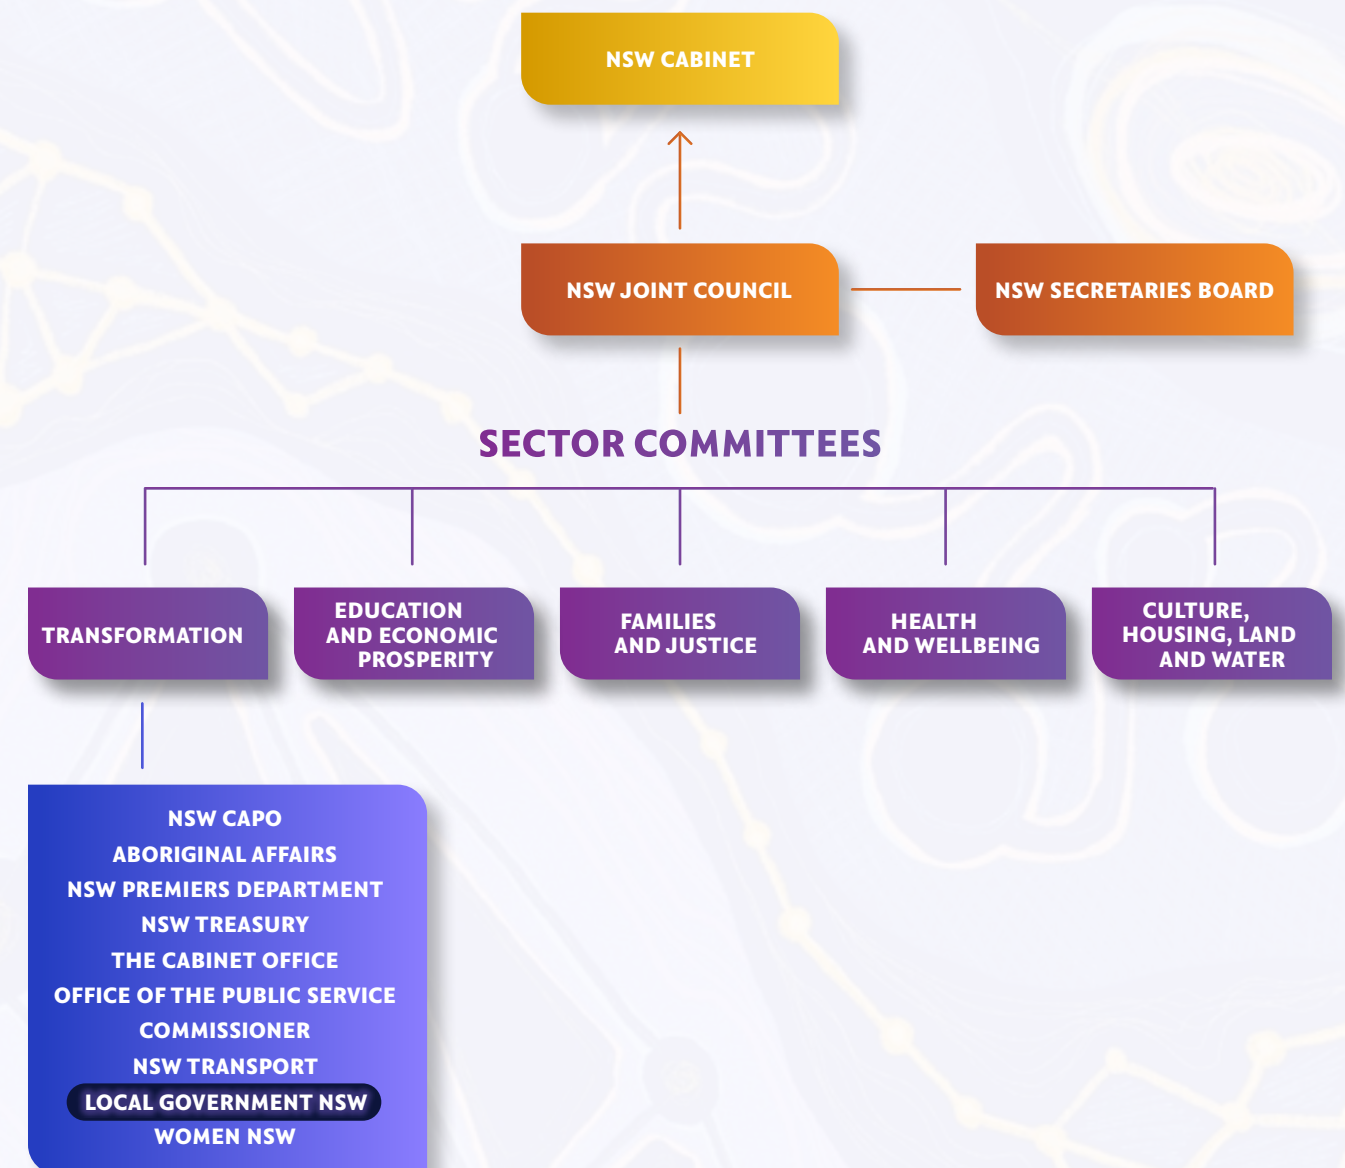 NSW CABINET
NSW JOINT COUNCIL
NSW SECRETARIES BOARD
SECTOR COMMITTEES
TRANSFORMATION
EDUCATION
AND ECONOMIC
PROSPERITY
FAMILIES
AND JUSTICE
HEALTH
AND WELLBEING
CULTURE,
HOUSING, LAND
AND WATER
NSW CAPO
ABORIGINAL AFFAIRS
NSW PREMIERS DEPARTMENT
NSW TREASURY
THE CABINET OFFICE
OFFICE OF THE PUBLIC SERVICE
COMMISSIONER
NSW TRANSPORT
LOCAL GOVERNMENT NSW
WOMEN NSW